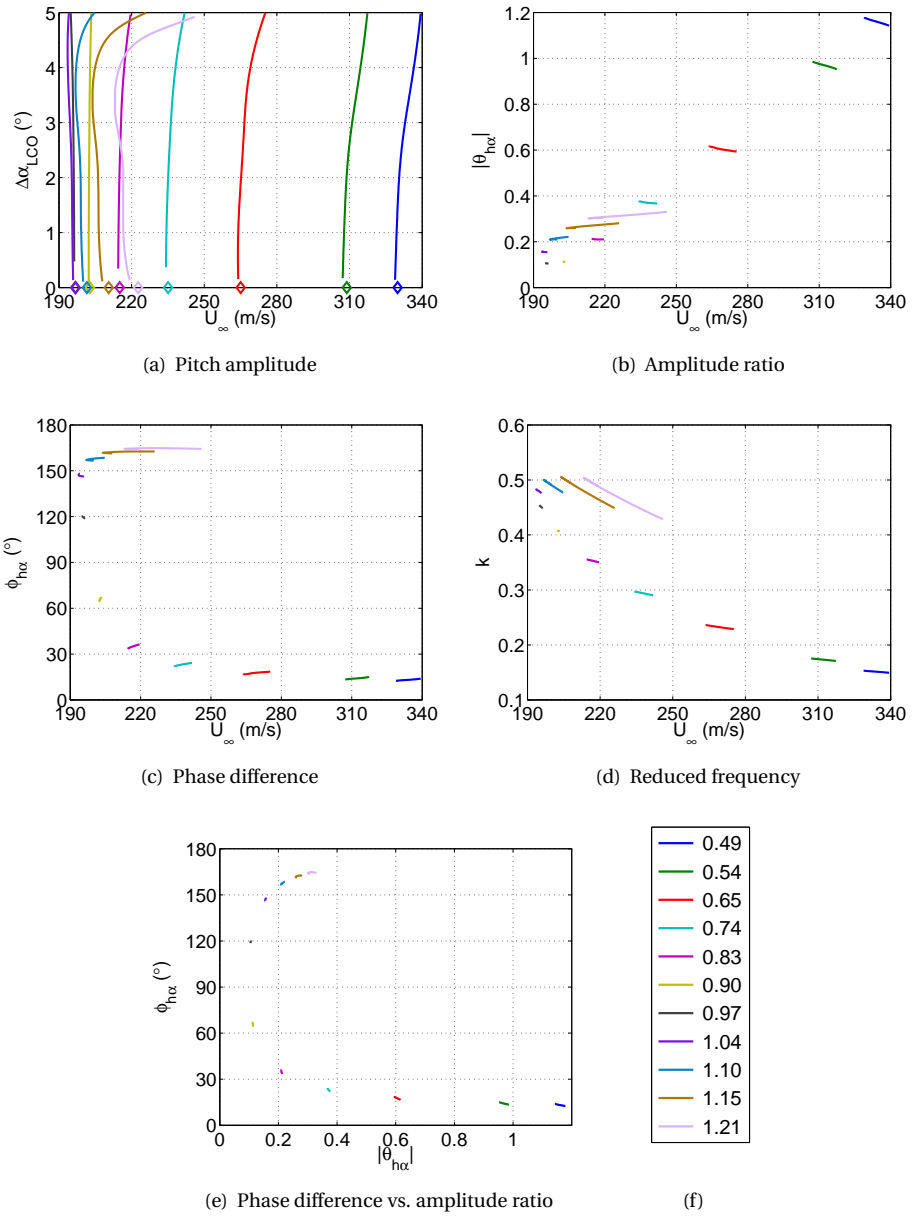 5
4
3
2
1
0
Δα_LCO (°)
190 220 250 280 310 340
U_∞ (m/s)
(a) Pitch amplitude
1.2
1
0.8
0.6
0.4
0.2
0
|θ_hα|
190 220 250 280 310 340
U_∞ (m/s)
(b) Amplitude ratio
180
150
120
90
60
30
0
ϕ_hα (°)
190 220 250 280 310 340
U_∞ (m/s)
(c) Phase difference
0.6
0.5
0.4
0.3
0.2
0.1
k
190 220 250 280 310 340
U_∞ (m/s)
(d) Reduced frequency
180
150
120
90
60
30
0
ϕ_hα (°)
0 0.2 0.4 0.6 0.8 1
|θ_hα|
(e) Phase difference vs. amplitude ratio
0.49
0.54
0.65
0.74
0.83
0.90
0.97
1.04
1.10
1.15
1.21
(f)